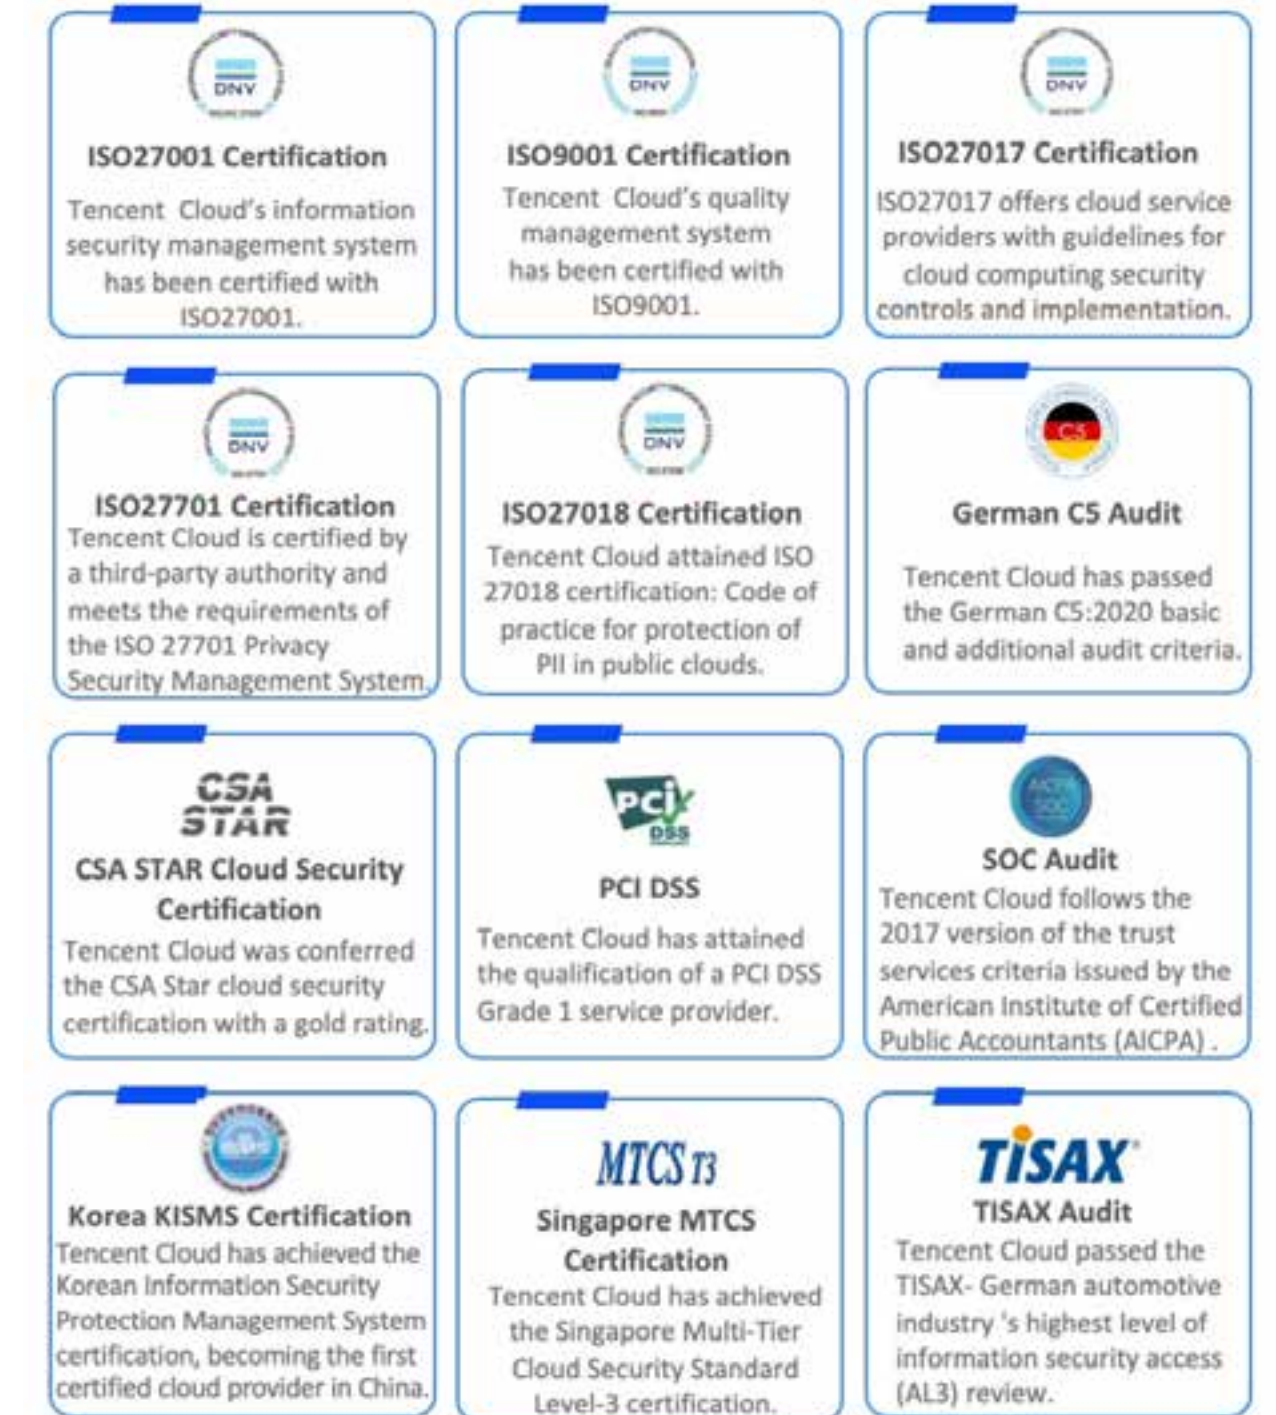 DNV
ISO27001 Certification
Tencent Cloud's information
security management system
has been certified with
ISO27001.
DNV
ISO9001 Certification
Tencent Cloud's quality
management system
has been certified with
ISO9001.
DNV
ISO27017 Certification
ISO27017 offers cloud service
providers with guidelines for
cloud computing security
controls and implementation.
DNV
ISO27701 Certification
Tencent Cloud is certified by
a third-party authority and
meets the requirements of
the ISO 27701 Privacy
Security Management System.
DNV
ISO27018 Certification
Tencent Cloud attained ISO
27018 certification: Code of
practice for protection of
PII in public clouds.
C5
German C5 Audit
Tencent Cloud has passed
the German C5:2020 basic
and additional audit criteria.
CSA
STAR
CSA STAR Cloud Security
Certification
Tencent Cloud was conferred
the CSA Star cloud security
certification with a gold rating.
PCI
DSS
PCI DSS
Tencent Cloud has attained
the qualification of a PCI DSS
Grade 1 service provider.
AICPA
SOC
SOC Audit
Tencent Cloud follows the
2017 version of the trust
services criteria issued by the
American Institute of Certified
Public Accountants (AICPA) .
Korea KISMS Certification
Tencent Cloud has achieved the
Korean Information Security
Protection Management System
certification, becoming the first
certified cloud provider in China.
MTCS T3
Singapore MTCS
Certification
Tencent Cloud has achieved
the Singapore Multi-Tier
Cloud Security Standard
Level-3 certification.
TISAX
TISAX Audit
Tencent Cloud passed the
TISAX- German automotive
industry 's highest level of
information security access
(AL3) review.